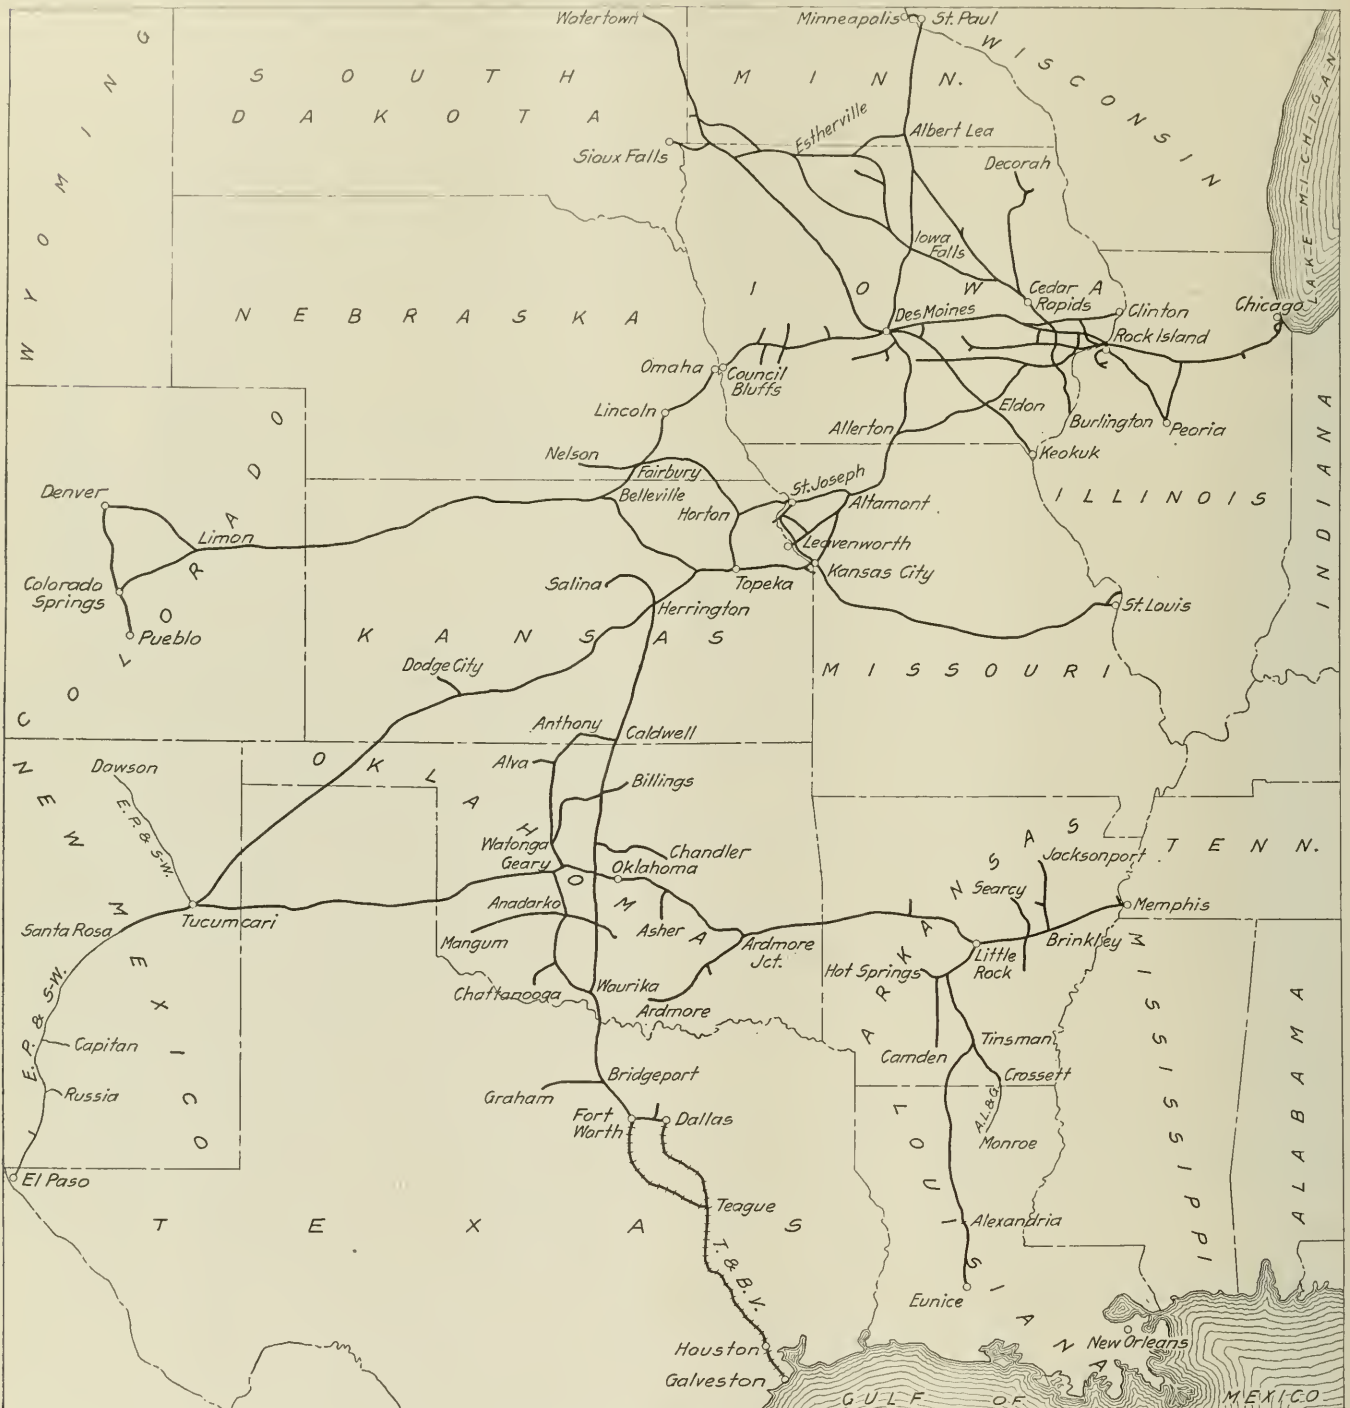 Watertown
Minneapolis
St. Paul
WISCONSIN
SOUTH
DAKOTA
MINN.
WYOMING
LAKE MICHIGAN
Estherville
Albert Lea
Sioux Falls
Decorah
Iowa
Falls
IOWA
Cedar
Rapids
NEBRASKA
Des Moines
Clinton
Chicago
Rock Island
Omaha
Council
Bluffs
Lincoln
Eldon
Allerton
Burlington
Peoria
INDIANA
Nelson
Fairbury
Keokuk
St. Joseph
Denver
Belleville
Altamont
ILLINOIS
Horton
Limon
COLORADO
Leavenworth
Colorado
Springs
Salina
Topeka
Kansas City
Herrington
St. Louis
Pueblo
KANSAS
Dodge City
MISSOURI
Anthony
Caldwell
Dawson
OKLAHOMA
Alva
Billings
NEW MEXICO
E. P. & S-W.
Watonga
Geary
Chandler
Oklahoma
ARKANSAS
Jacksonport
TENN.
Searcy
Anadarko
Memphis
Santa Rosa
Tucumcari
Mangum
Asher
Ardmore
Jct.
Little
Rock
Brinkley
Hot Springs
E. P. & S-W.
Chattanooga
Waurika
Ardmore
MISSISSIPPI
ALABAMA
Capitan
Camden
Tinsman
Russia
Bridgeport
Crossett
Graham
A.L.&G.
Fort
Worth
Dallas
Monroe
LOUISIANA
El Paso
Teague
TEXAS
Alexandria
T. & B. V.
Eunice
Houston
New Orleans
Galveston
GULF OF MEXICO